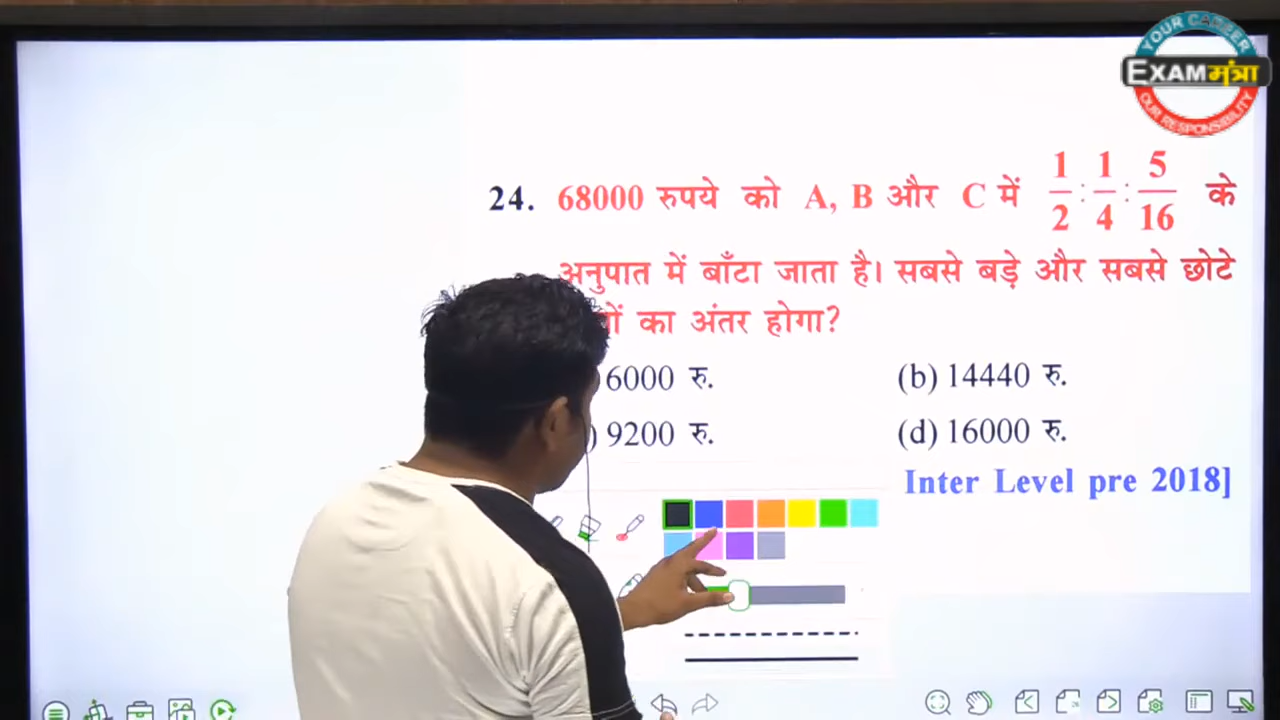 YOUR CAREER
EXAMमंत्रा
OUR RESPONSIBILITY
24. 68000 रुपये को A, B और C में 1/2 : 1/4 : 5/16 के
अनुपात में बाँटा जाता है। सबसे बड़े और सबसे छोटे
का अंतर होगा?
6000 रु. (b) 14440 रु.
9200 रु. (d) 16000 रु.
Inter Level pre 2018]